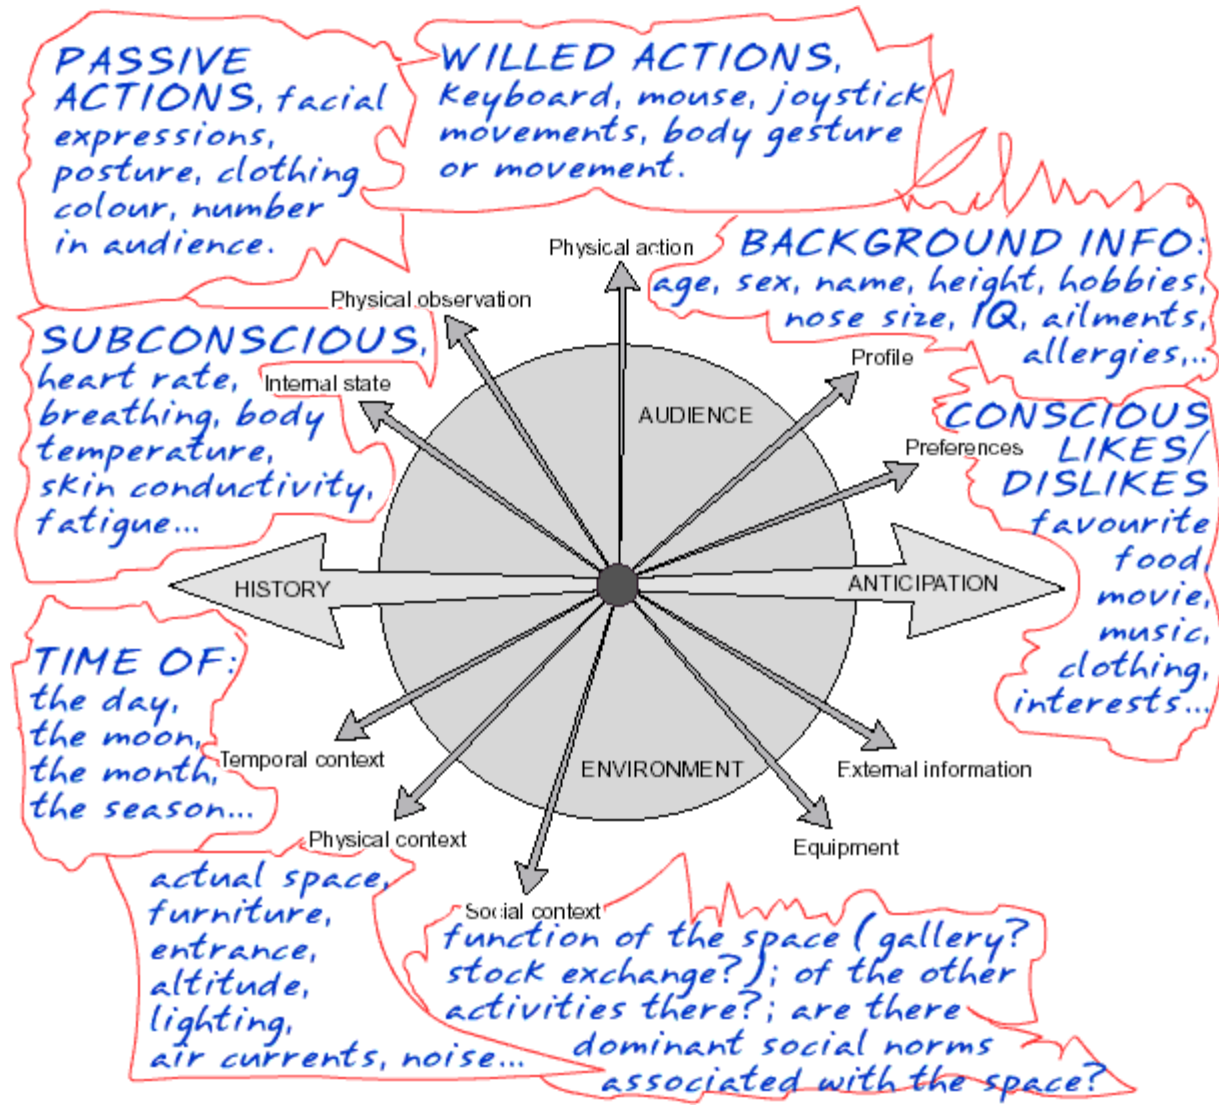 PASSIVE
ACTIONS, facial
expressions,
posture, clothing
colour, number
in audience.
WILLED ACTIONS,
keyboard, mouse, joystick
movements, body gesture
or movement.
Physical action
BACKGROUND INFO:
age, sex, name, height, hobbies,
nose size, IQ, ailments,
allergies,..
Physical observation
SUBCONSCIOUS,
heart rate,
breathing, body
temperature,
skin conductivity,
fatigue...
Internal state
Profile
AUDIENCE
Preferences
CONSCIOUS
LIKES/
DISLIKES
favourite
food,
movie,
music,
clothing,
interests...
HISTORY
ANTICIPATION
TIME OF:
the day,
the moon,
the month,
the season...
Temporal context
ENVIRONMENT
External information
Physical context
Equipment
actual space,
furniture,
entrance,
altitude,
lighting,
air currents, noise...
Social context
function of the space (gallery?
stock exchange?); of the other
activities there?; are there
dominant social norms
associated with the space?